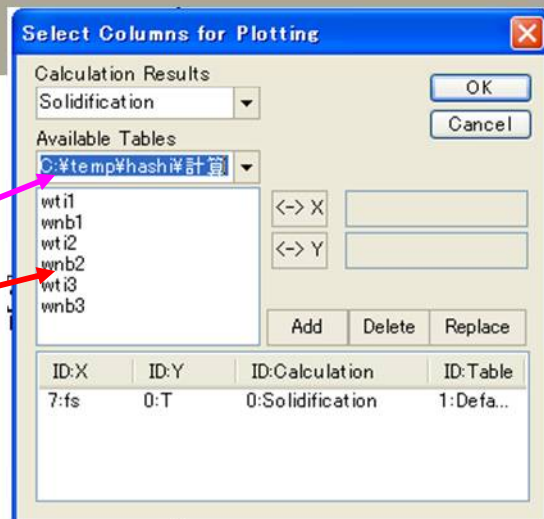 Select Columns for Plotting
Calculation Results
Solidification
OK
Cancel
Available Tables
C:¥temp¥hashi¥計算
wti1
wnb1
wti2
wnb2
wti3
wnb3
<-> X
<-> Y
Add Delete Replace
ID:X ID:Y ID:Calculation ID:Table
7:fs 0:T 0:Solidification 1:Defa...